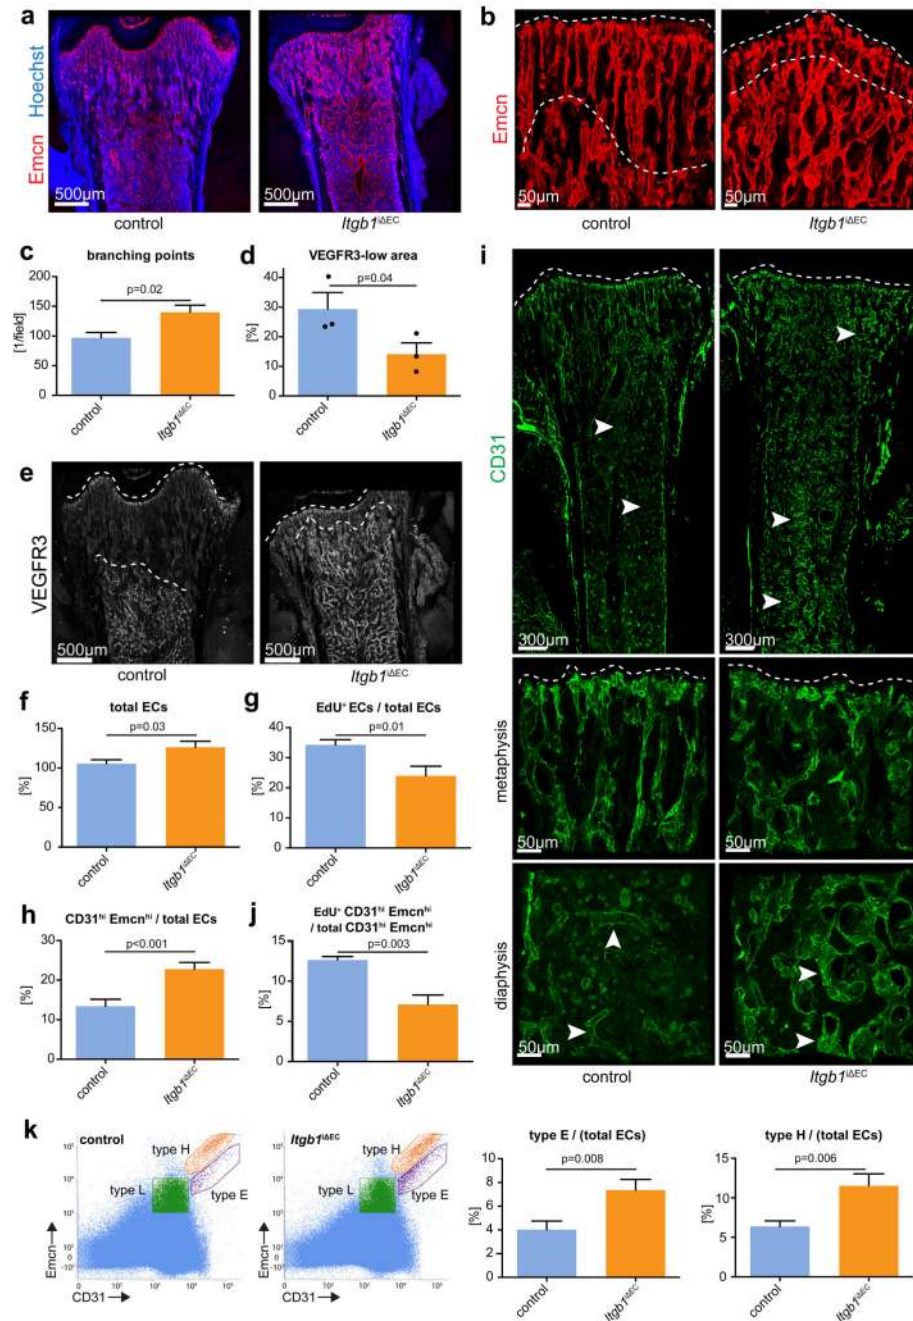 a
Emcn Hoechst
500µm
500µm
control
Itgb1iΔEC
b
Emcn
50µm
50µm
control
Itgb1iΔEC
c
branching points
p=0.02
[1/field]
200
150
100
50
0
control
Itgb1iΔEC
d
VEGFR3-low area
p=0.04
[%]
40
30
20
10
0
control
Itgb1iΔEC
e
VEGFR3
500µm
500µm
control
Itgb1iΔEC
f
total ECs
p=0.03
[%]
150
100
50
0
control
Itgb1iΔEC
g
EdU+ ECs / total ECs
p=0.01
[%]
40
30
20
10
0
control
Itgb1iΔEC
h
CD31hi Emcnhi / total ECs
p<0.001
[%]
30
20
10
0
control
Itgb1iΔEC
j
EdU+ CD31hi Emcnhi
/ total CD31hi Emcnhi
p=0.003
[%]
15
10
5
0
control
Itgb1iΔEC
i
CD31
300µm
300µm
metaphysis
50µm
50µm
diaphysis
50µm
50µm
control
Itgb1iΔEC
k
control
type H
type L
type E
Emcn
CD31
Itgb1iΔEC
type H
type L
type E
Emcn
CD31
type E / (total ECs)
p=0.008
[%]
10
8
6
4
2
0
control
Itgb1iΔEC
type H / (total ECs)
p=0.006
[%]
15
10
5
0
control
Itgb1iΔEC